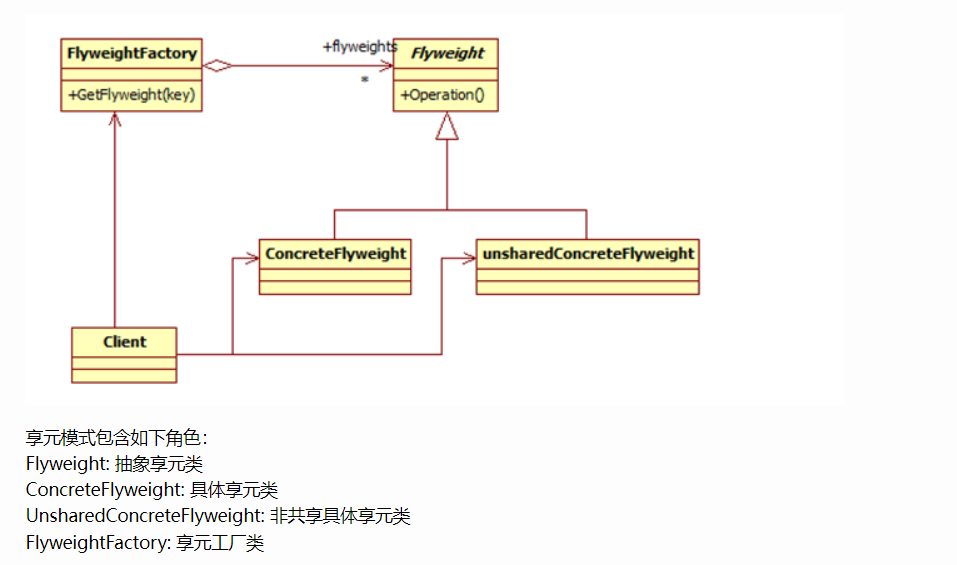 +flyweights
FlyweightFactory
Flyweight
*
+GetFlyweight(key)
+Operation()
ConcreteFlyweight
unsharedConcreteFlyweight
Client
享元模式包含如下角色：
Flyweight: 抽象享元类
ConcreteFlyweight: 具体享元类
UnsharedConcreteFlyweight: 非共享具体享元类
FlyweightFactory: 享元工厂类